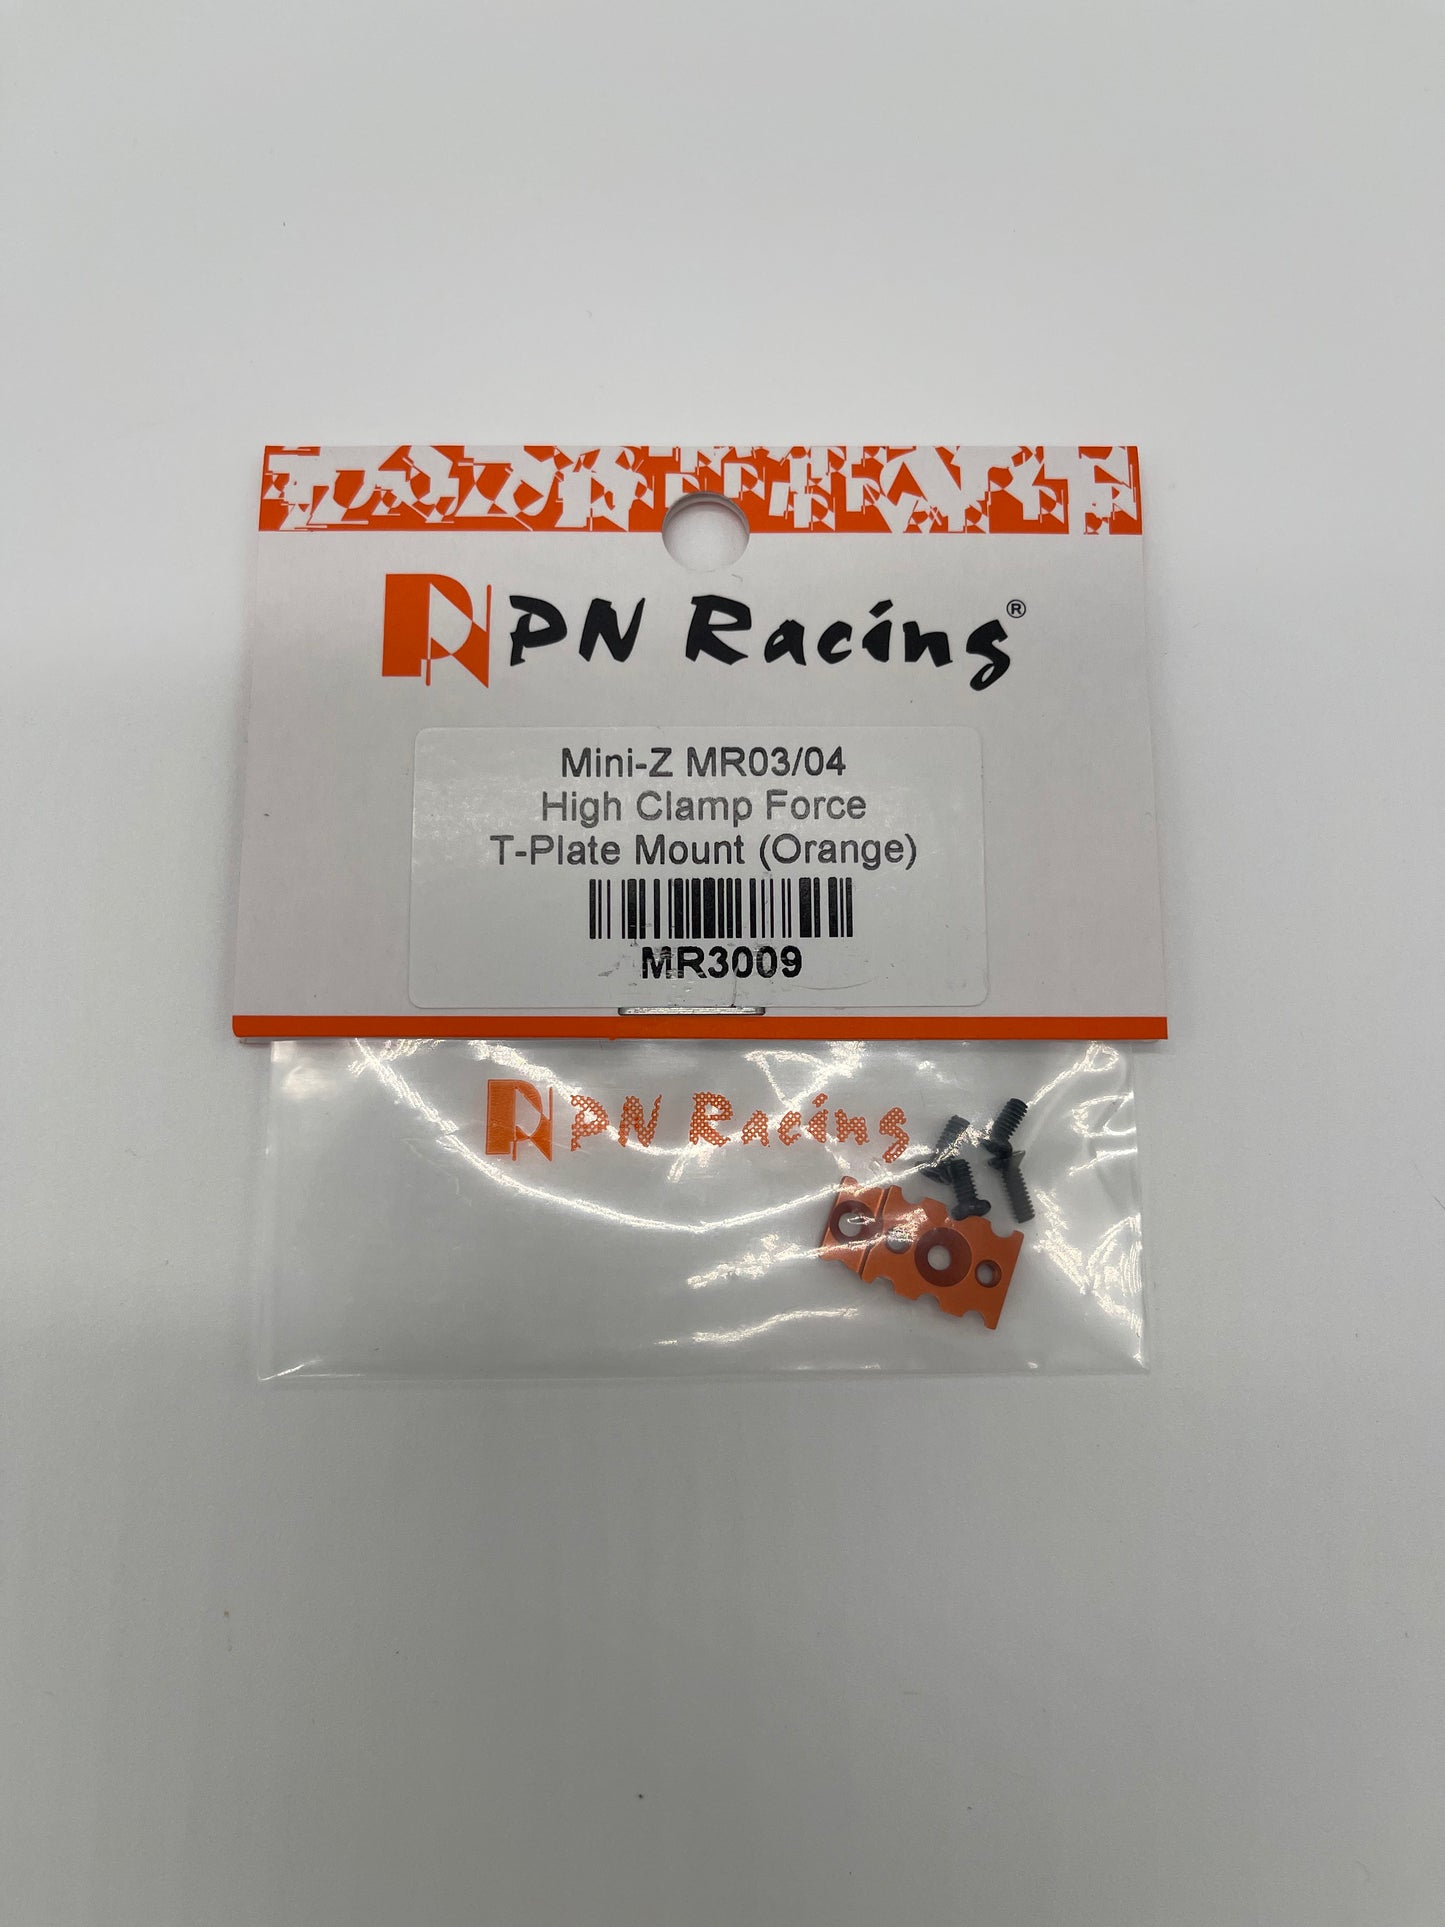 PN Racing®
Mini-Z MR03/04
High Clamp Force
T-Plate Mount (Orange)
MR3009
PN Racing